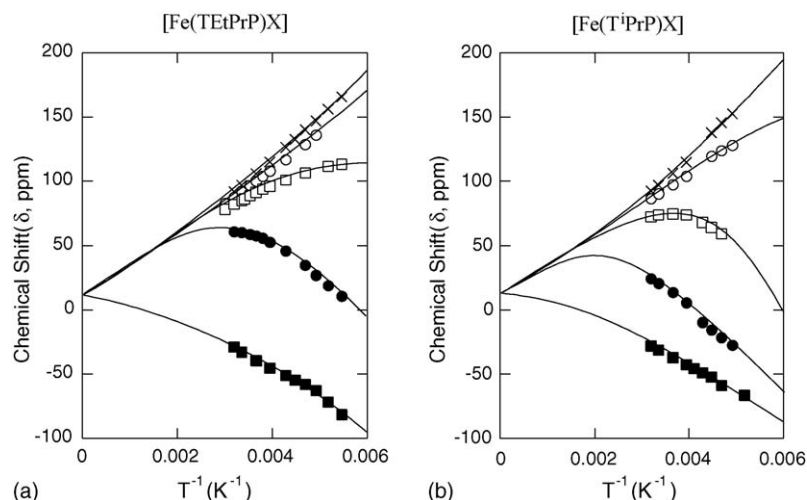 [Fe(TEtPrP)X]
200
150
100
50
0
-50
-100
Chemical Shift(δ, ppm)
0
0.002
0.004
0.006
T⁻¹ (K⁻¹)
(a)
[Fe(TⁱPrP)X]
200
150
100
50
0
-50
-100
Chemical Shift(δ, ppm)
0
0.002
0.004
0.006
T⁻¹ (K⁻¹)
(b)